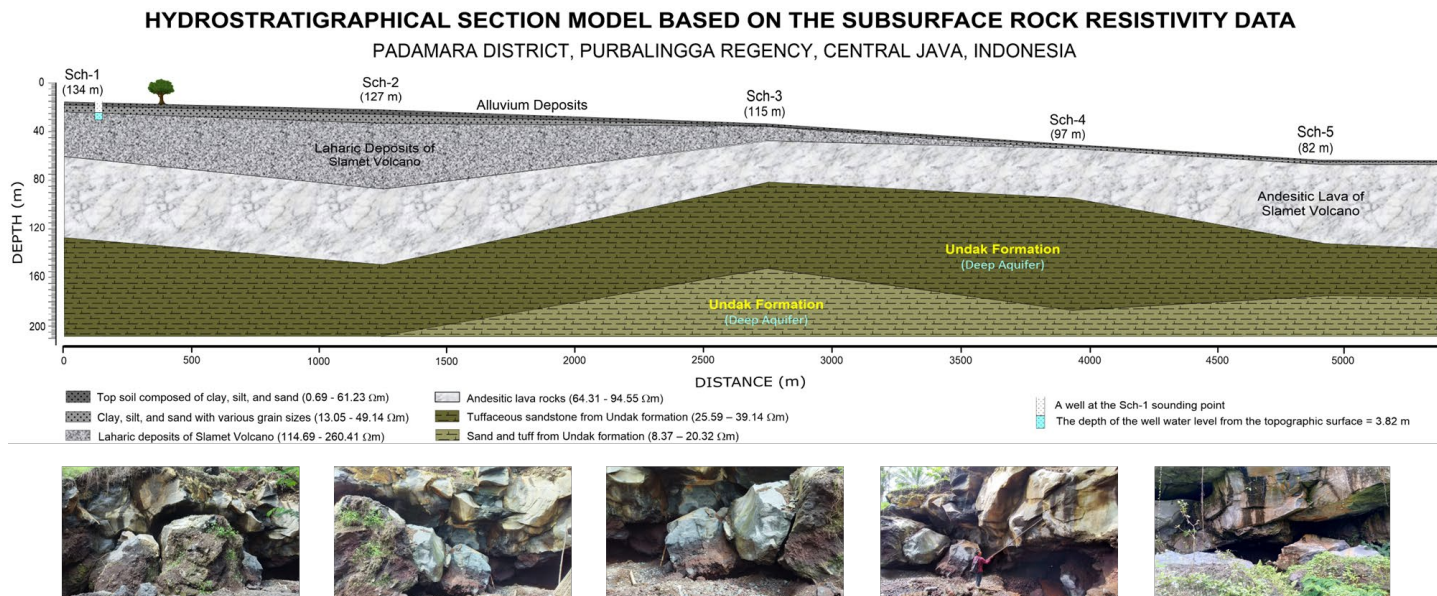 HYDROSTRATIGRAPHICAL SECTION MODEL BASED ON THE SUBSURFACE ROCK RESISTIVITY DATA
PADAMARA DISTRICT, PURBALINGGA REGENCY, CENTRAL JAVA, INDONESIA
Sch-1
(134 m)
Sch-2
(127 m)
Alluvium Deposits
Sch-3
(115 m)
Sch-4
(97 m)
Sch-5
(82 m)
DEPTH (m)
0
40
80
120
160
200
Laharic Deposits of
Slamet Volcano
Andesitic Lava of
Slamet Volcano
Undak Formation
(Deep Aquifer)
Undak Formation
(Deep Aquifer)
0 500 1000 1500 2000 2500 3000 3500 4000 4500 5000
DISTANCE (m)
Top soil composed of clay, silt, and sand (0.69 - 61.23 Ωm)
Clay, silt, and sand with various grain sizes (13.05 - 49.14 Ωm)
Laharic deposits of Slamet Volcano (114.69 - 260.41 Ωm)
Andesitic lava rocks (64.31 - 94.55 Ωm)
Tuffaceous sandstone from Undak formation (25.59 – 39.14 Ωm)
Sand and tuff from Undak formation (8.37 – 20.32 Ωm)
A well at the Sch-1 sounding point
The depth of the well water level from the topographic surface = 3.82 m